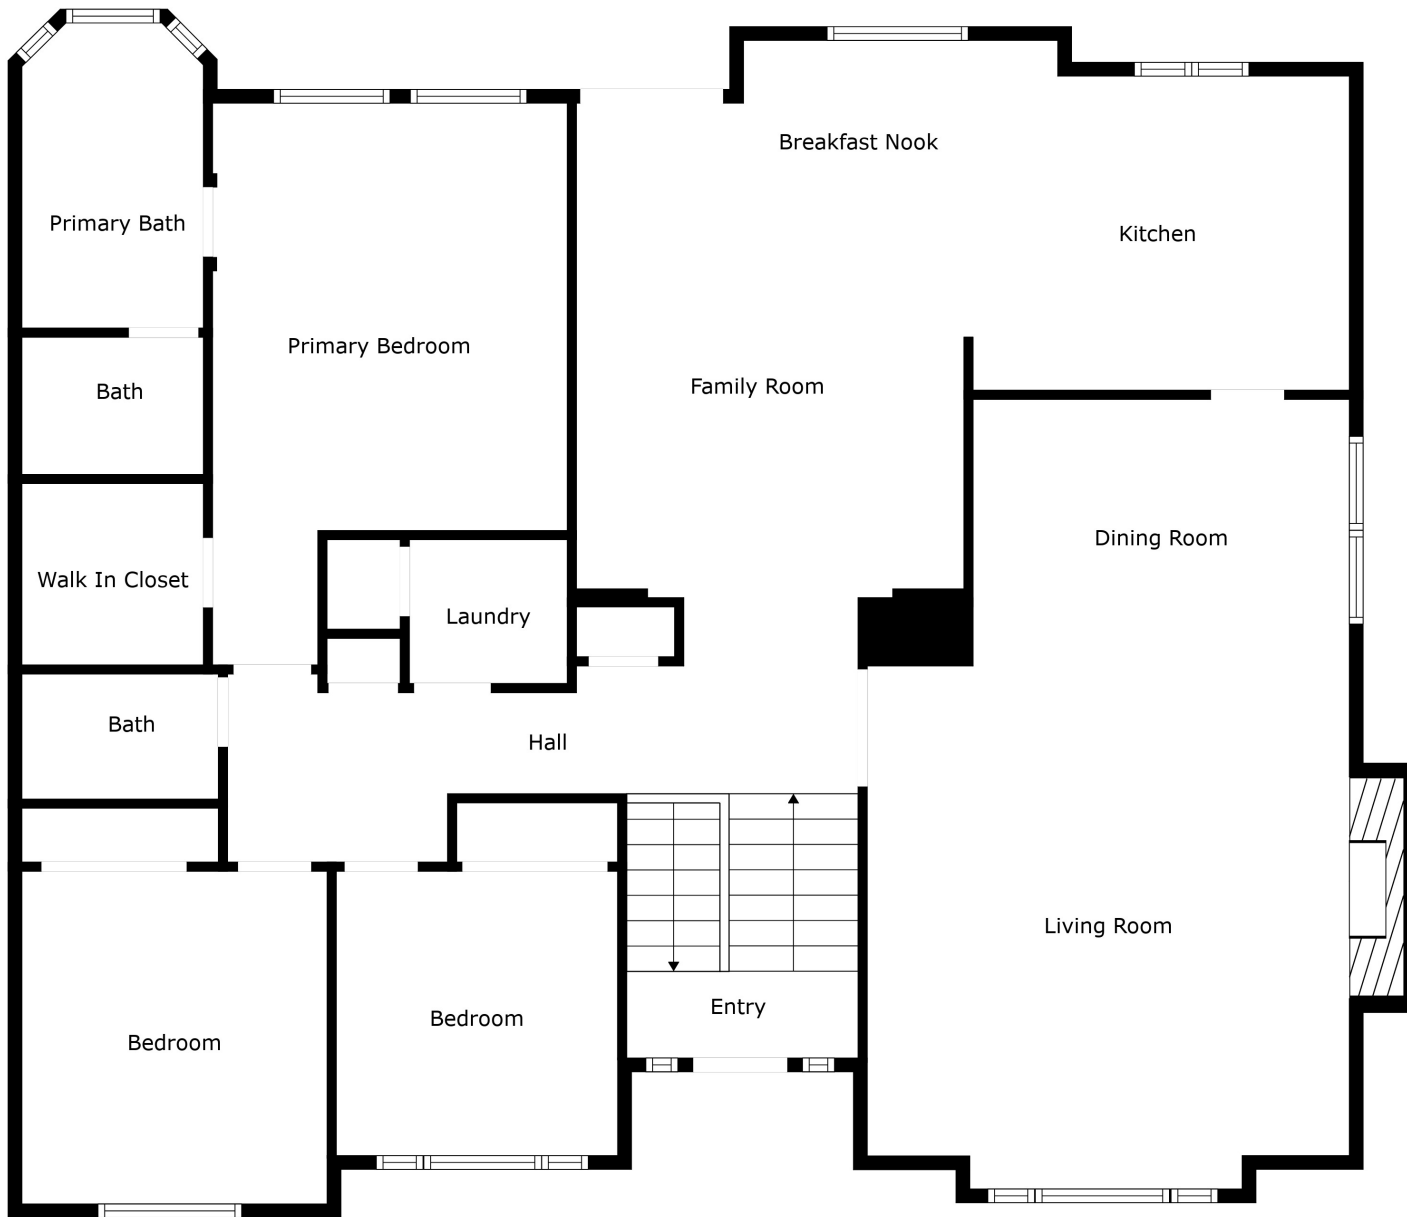 Breakfast Nook
Primary Bath
Kitchen
Primary Bedroom
Family Room
Bath
Dining Room
Walk In Closet
Laundry
Bath
Hall
Living Room
Entry
Bedroom
Bedroom